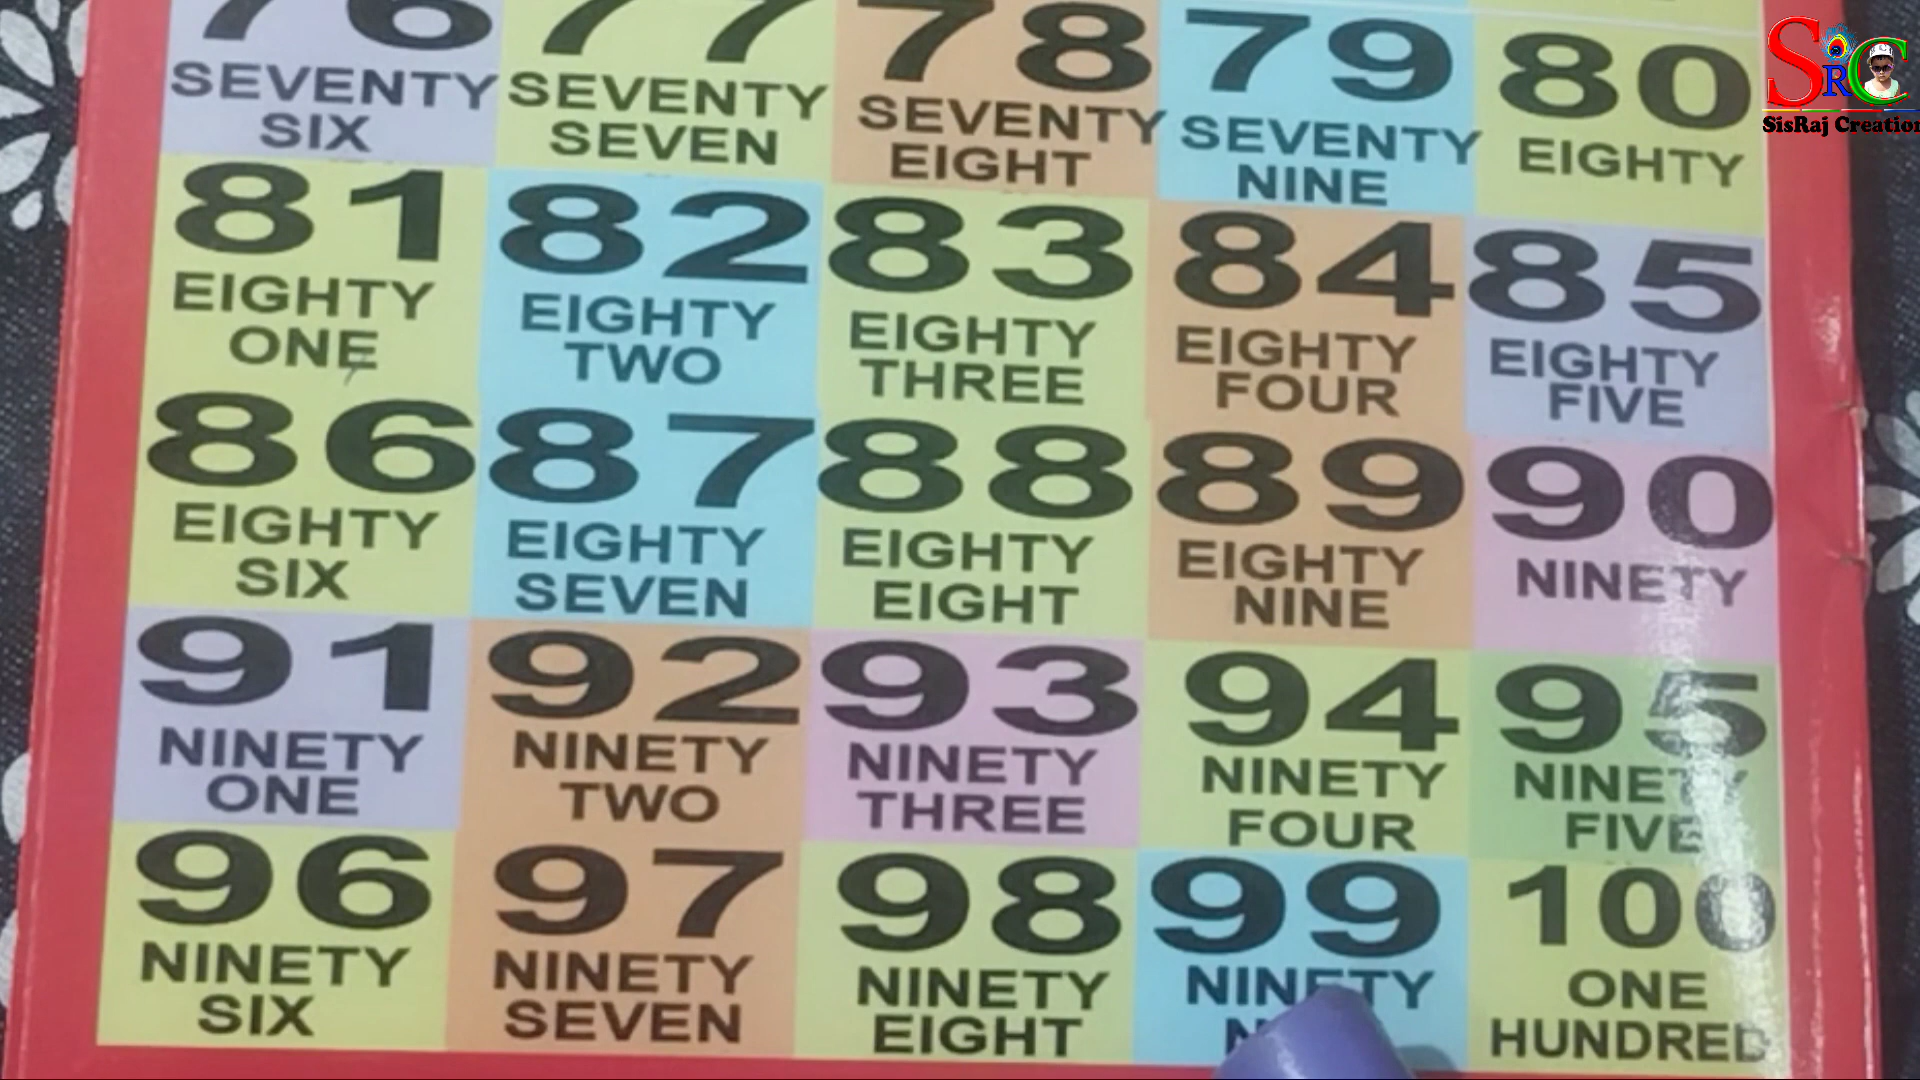 76 77 78 79 80
SEVENTY SIX
SEVENTY SEVEN
SEVENTY EIGHT
SEVENTY NINE
EIGHTY
81 82 83 84 85
EIGHTY ONE
EIGHTY TWO
EIGHTY THREE
EIGHTY FOUR
EIGHTY FIVE
86 87 88 89 90
EIGHTY SIX
EIGHTY SEVEN
EIGHTY EIGHT
EIGHTY NINE
NINETY
91 92 93 94 95
NINETY ONE
NINETY TWO
NINETY THREE
NINETY FOUR
NINETY FIVE
96 97 98 99 100
NINETY SIX
NINETY SEVEN
NINETY EIGHT
NINETY
ONE HUNDRED
SRC
SisRaj Creation